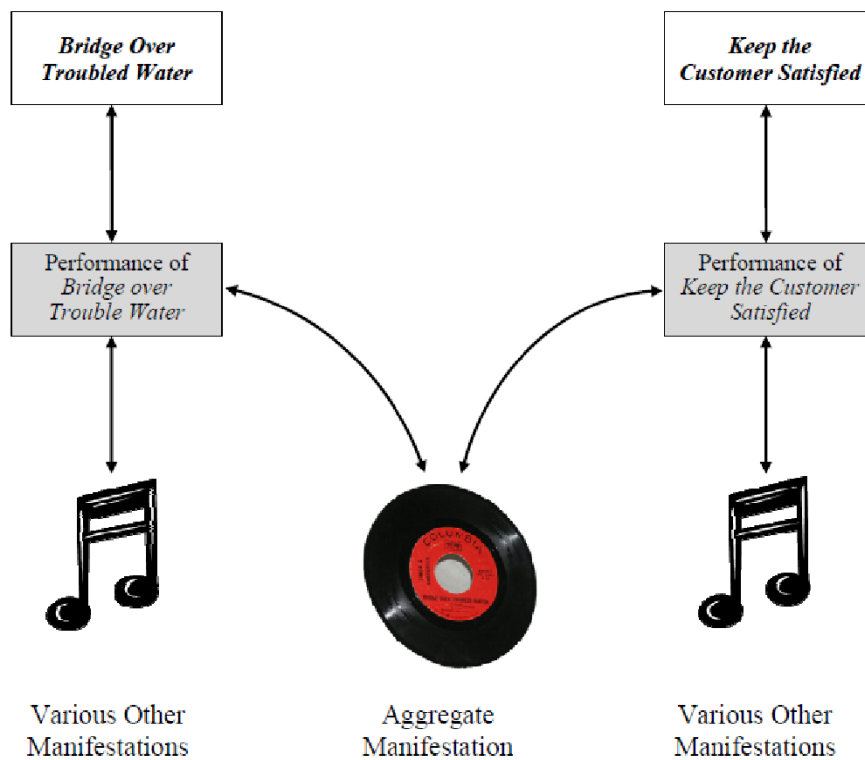 Bridge Over
Troubled Water
Keep the
Customer Satisfied
Performance of
Bridge over
Trouble Water
Performance of
Keep the Customer
Satisfied
COLUMBIA
Various Other
Manifestations
Aggregate
Manifestation
Various Other
Manifestations